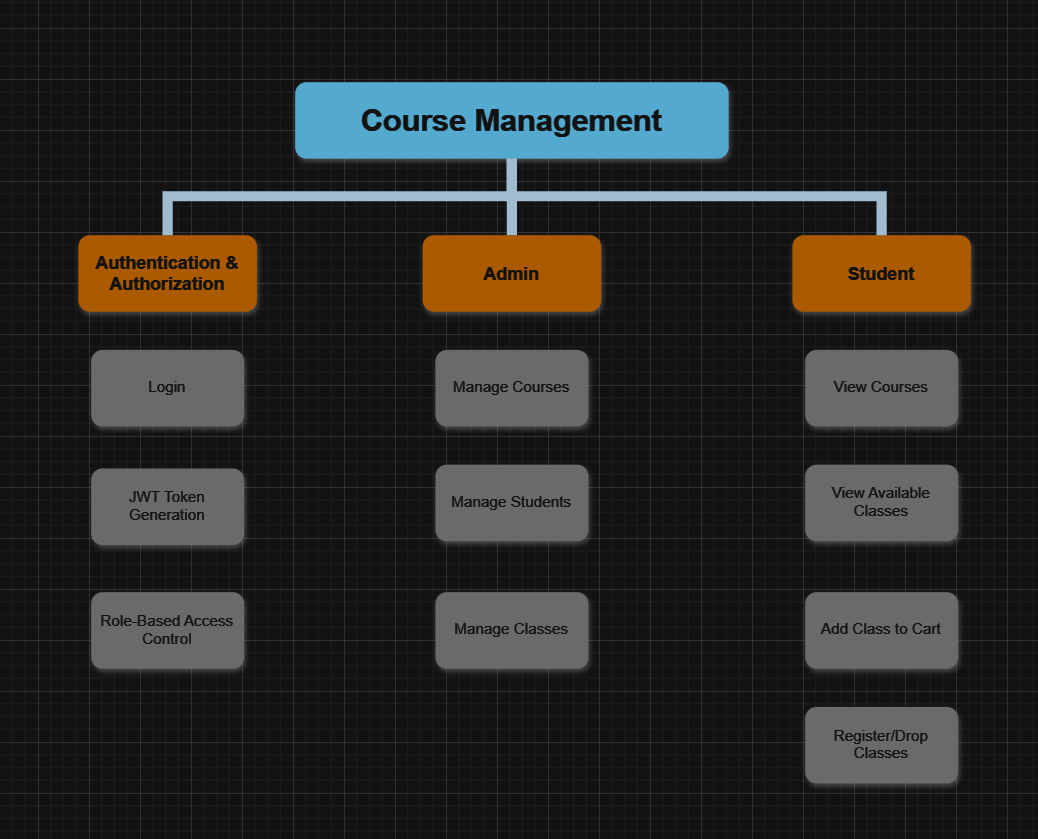 Course Management
Authentication &
Authorization
Admin
Student
Login
Manage Courses
View Courses
JWT Token
Generation
Manage Students
View Available
Classes
Role-Based Access
Control
Manage Classes
Add Class to Cart
Register/Drop
Classes